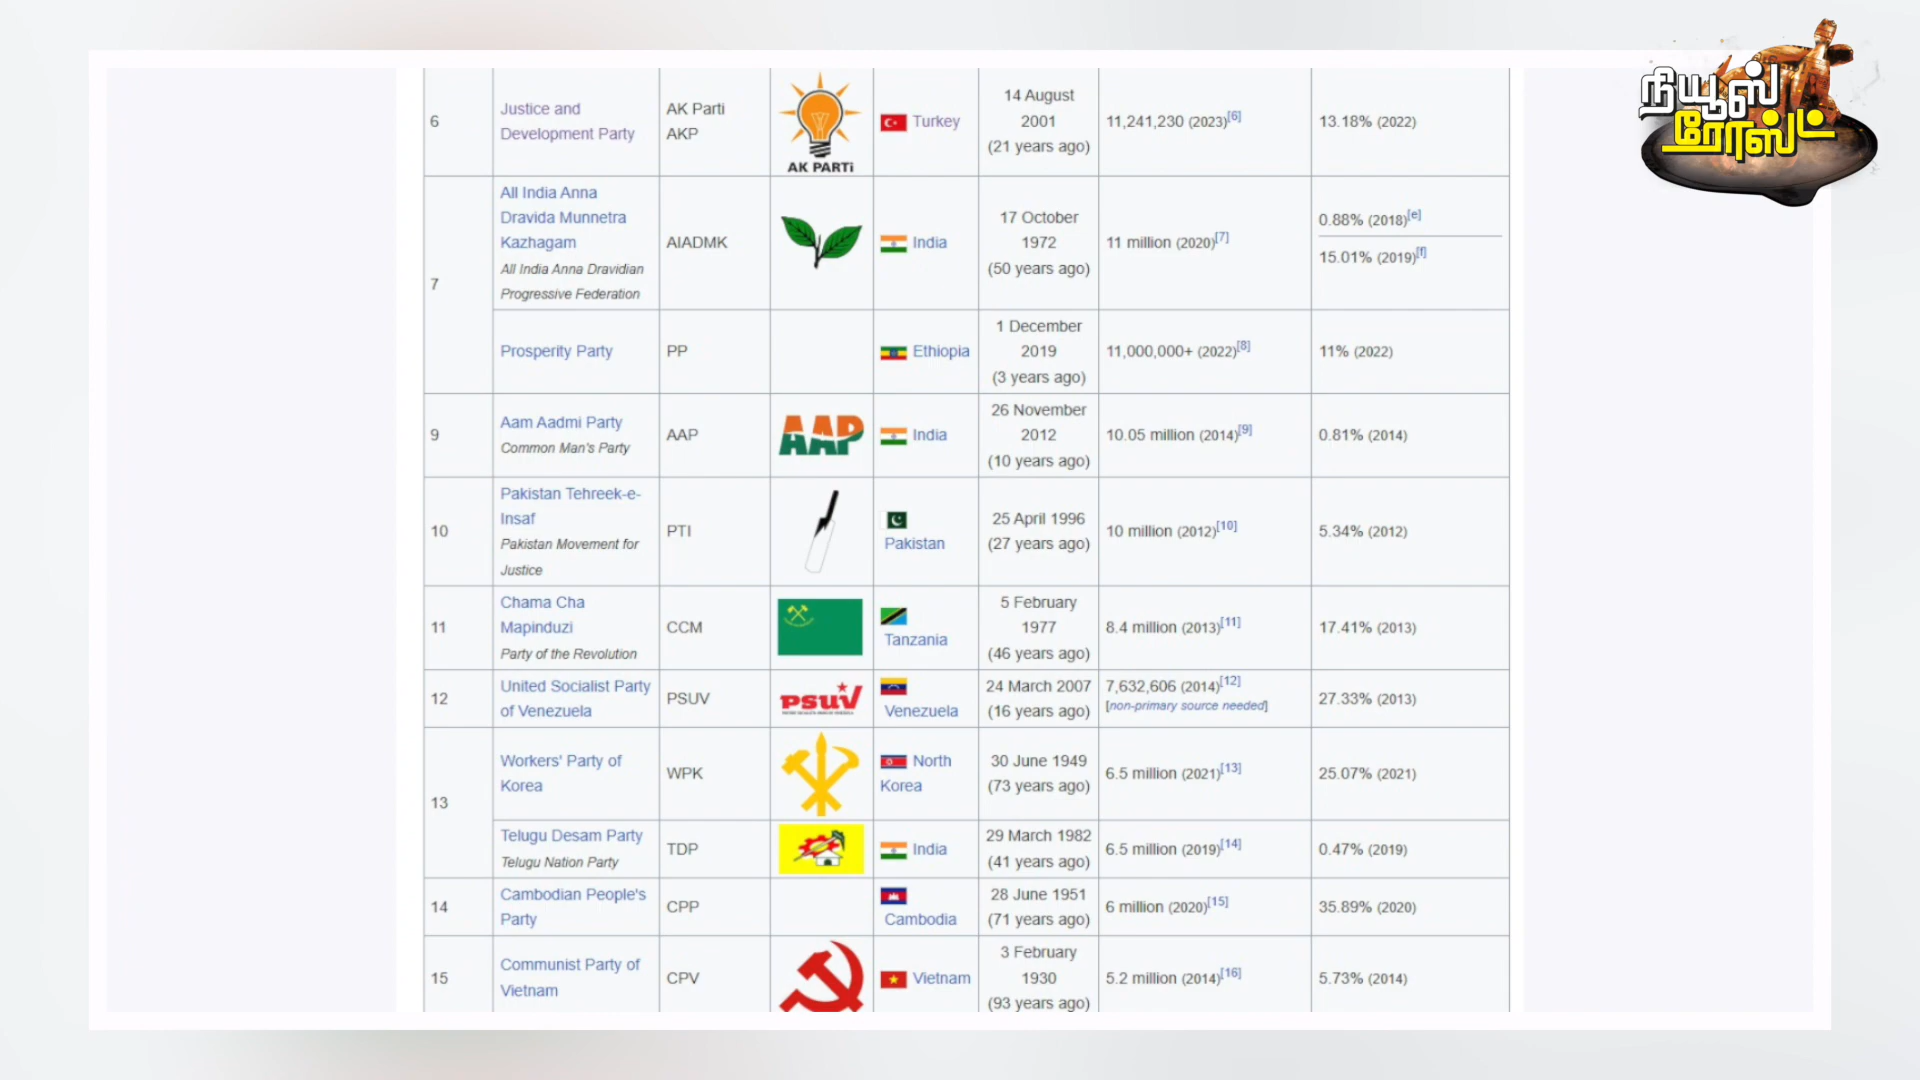 நியூஸ்
ரோஸ்ட்
6
Justice and
Development Party
AK Parti
AKP
AK PARTİ
Turkey
14 August
2001
(21 years ago)
11,241,230 (2023)[6]
13.18% (2022)
7
All India Anna
Dravida Munnetra
Kazhagam
All India Anna Dravidian
Progressive Federation
AIADMK
India
17 October
1972
(50 years ago)
11 million (2020)[7]
0.88% (2018)[e]
15.01% (2019)[f]
Prosperity Party
PP
Ethiopia
1 December
2019
(3 years ago)
11,000,000+ (2022)[8]
11% (2022)
9
Aam Aadmi Party
Common Man's Party
AAP
AAP
India
26 November
2012
(10 years ago)
10.05 million (2014)[9]
0.81% (2014)
10
Pakistan Tehreek-e-
Insaf
Pakistan Movement for
Justice
PTI
Pakistan
25 April 1996
(27 years ago)
10 million (2012)[10]
5.34% (2012)
11
Chama Cha
Mapinduzi
Party of the Revolution
CCM
Tanzania
5 February
1977
(46 years ago)
8.4 million (2013)[11]
17.41% (2013)
12
United Socialist Party
of Venezuela
PSUV
PSUV
Venezuela
24 March 2007
(16 years ago)
7,632,606 (2014)[12]
[non-primary source needed]
27.33% (2013)
13
Workers' Party of
Korea
WPK
North
Korea
30 June 1949
(73 years ago)
6.5 million (2021)[13]
25.07% (2021)
Telugu Desam Party
Telugu Nation Party
TDP
India
29 March 1982
(41 years ago)
6.5 million (2019)[14]
0.47% (2019)
14
Cambodian People's
Party
CPP
Cambodia
28 June 1951
(71 years ago)
6 million (2020)[15]
35.89% (2020)
15
Communist Party of
Vietnam
CPV
Vietnam
3 February
1930
(93 years ago)
5.2 million (2014)[16]
5.73% (2014)